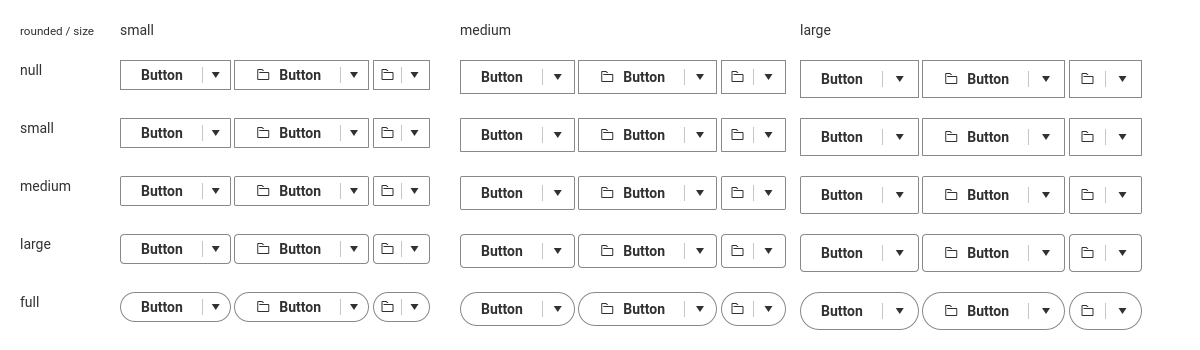 rounded / size small medium large
null Button Button Button Button Button Button
small Button Button Button Button Button Button
medium Button Button Button Button Button Button
large Button Button Button Button Button Button
full Button Button Button Button Button Button